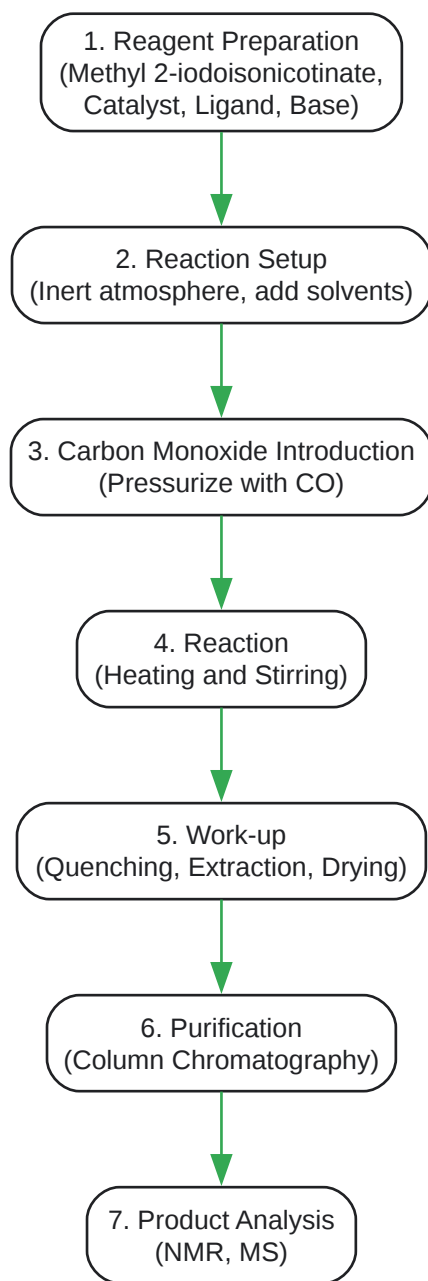 1. Reagent Preparation
(Methyl 2-iodoisonicotinate,
Catalyst, Ligand, Base)
2. Reaction Setup
(Inert atmosphere, add solvents)
3. Carbon Monoxide Introduction
(Pressurize with CO)
4. Reaction
(Heating and Stirring)
5. Work-up
(Quenching, Extraction, Drying)
6. Purification
(Column Chromatography)
7. Product Analysis
(NMR, MS)